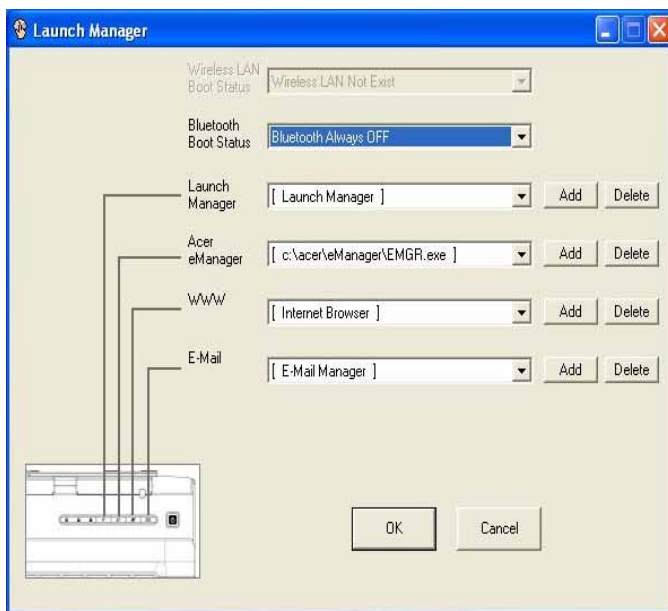 Launch Manager
Wireless LAN
Boot Status
Wireless LAN Not Exist
Bluetooth
Boot Status
Bluetooth Always OFF
Launch
Manager
[ Launch Manager ]
Add
Delete
Acer
eManager
[ c:\acer\eManager\EMGR.exe ]
Add
Delete
WWW
[ Internet Browser ]
Add
Delete
E-Mail
[ E-Mail Manager ]
Add
Delete
OK
Cancel